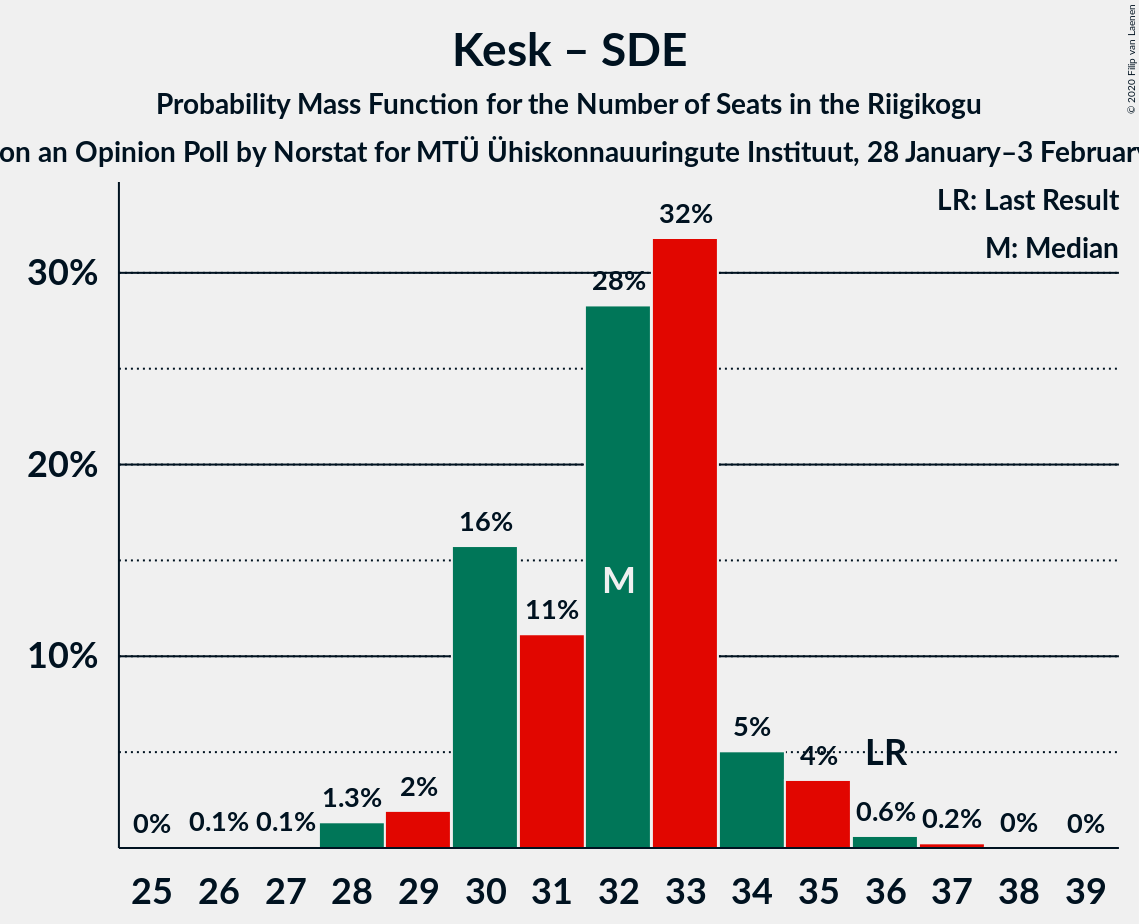 Kesk – SDE
Probability Mass Function for the Number of Seats in the Riigikogu
on an Opinion Poll by Norstat for MTÜ Ühiskonnauuringute Instituut, 28 January–3 February
© 2020 Filip van Laenen
LR: Last Result
M: Median
30%
20%
10%
0%
0.1%
0.1%
1.3%
2%
16%
11%
28%
32%
5%
4%
0.6%
0.2%
0%
0%
M
LR
25 26 27 28 29 30 31 32 33 34 35 36 37 38 39